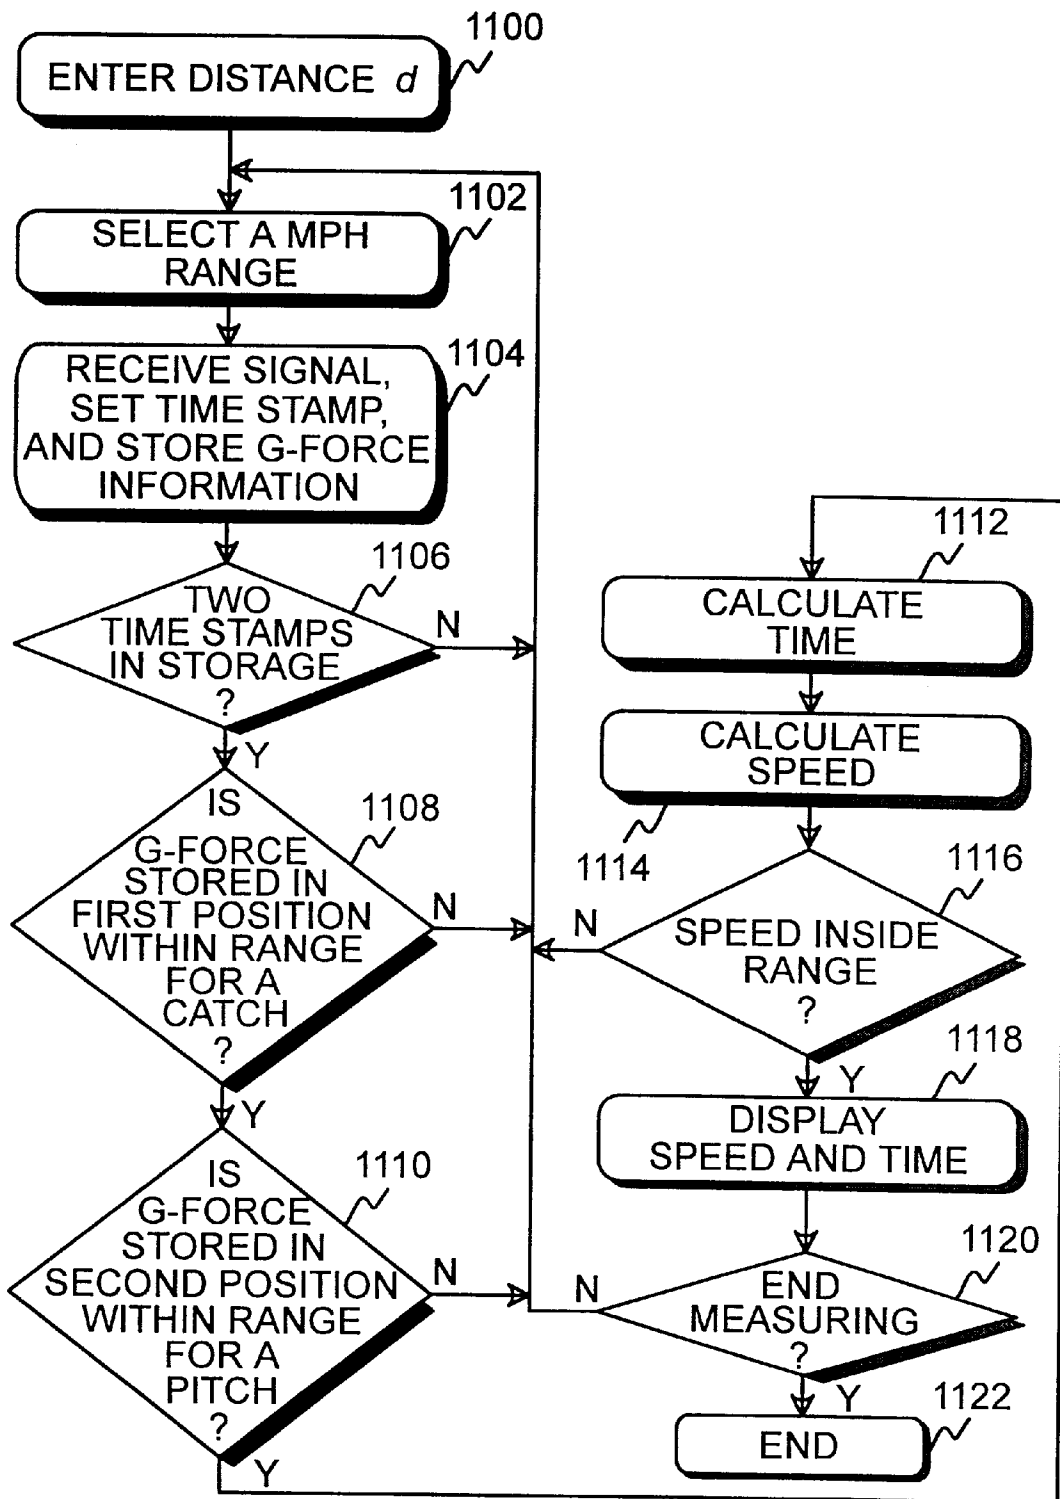 1100
ENTER DISTANCE d
1102
SELECT A MPH
RANGE
1104
RECEIVE SIGNAL,
SET TIME STAMP,
AND STORE G-FORCE
INFORMATION
1106
TWO
TIME STAMPS
IN STORAGE
?
N
Y
1108
IS
G-FORCE
STORED IN
FIRST POSITION
WITHIN RANGE
FOR A
CATCH
?
N
Y
1110
IS
G-FORCE
STORED IN
SECOND POSITION
WITHIN RANGE
FOR A
PITCH
?
N
Y
1112
CALCULATE
TIME
CALCULATE
SPEED
1114
1116
SPEED INSIDE
RANGE
?
N
Y
1118
DISPLAY
SPEED AND TIME
1120
END
MEASURING
?
N
Y
1122
END